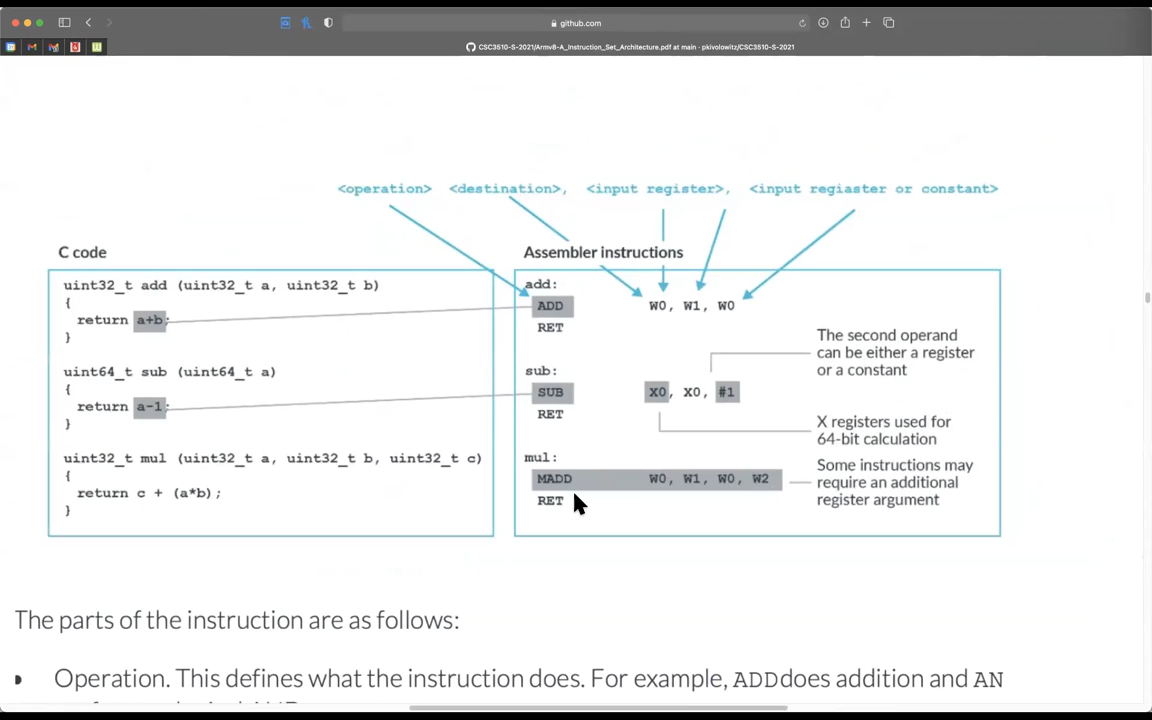 github.com
CSC3510-S-2021/Armv8-A_Instruction_Set_Architecture.pdf at main · pkivolowitz/CSC3510-S-2021
<operation> <destination>, <input register>, <input regiaster or constant>
C code
uint32_t add (uint32_t a, uint32_t b)
{
return a+b;
}
uint64_t sub (uint64_t a)
{
return a-1;
}
uint32_t mul (uint32_t a, uint32_t b, uint32_t c)
{
return c + (a*b);
}
Assembler instructions
add:
ADD W0, W1, W0
RET
The second operand
can be either a register
or a constant
sub:
SUB X0, X0, #1
RET
X registers used for
64-bit calculation
mul:
MADD W0, W1, W0, W2
RET
Some instructions may
require an additional
register argument
The parts of the instruction are as follows:
Operation. This defines what the instruction does. For example, ADD does addition and AN